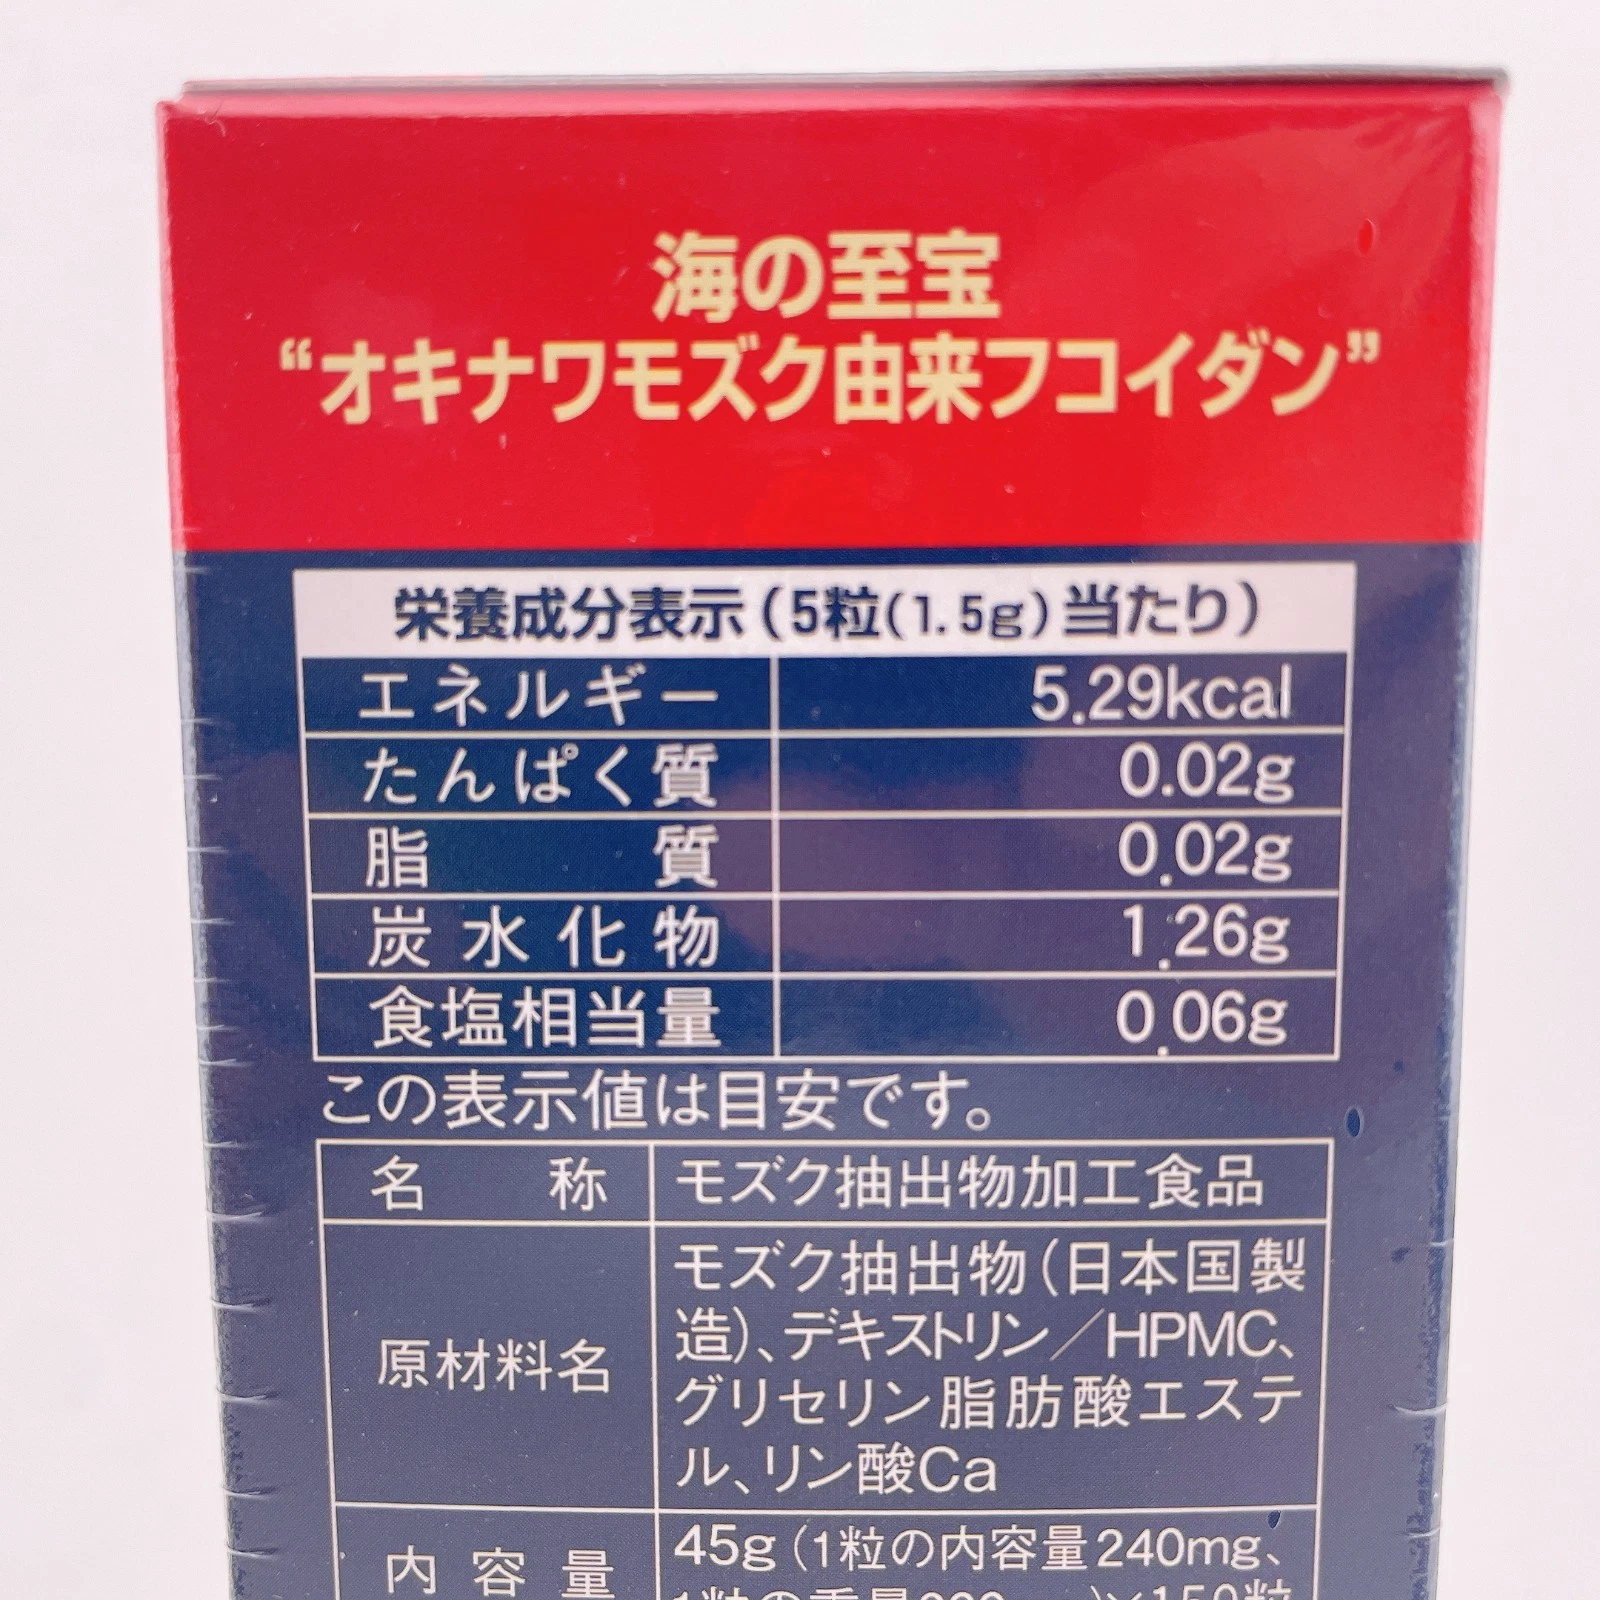 海の至宝
“オキナワモズク由来フコイダン”
栄養成分表示(5粒(1.5g)当たり)
エネルギー 5.29kcal
たんぱく質 0.02g
脂質 0.02g
炭水化物 1.26g
食塩相当量 0.06g
この表示値は目安です。
名称 モズク抽出物加工食品
原材料名 モズク抽出物(日本国製
造)、デキストリン/HPMC、
グリセリン脂肪酸エステ
ル、リン酸Ca
内容量 45g(1粒の内容量240mg、